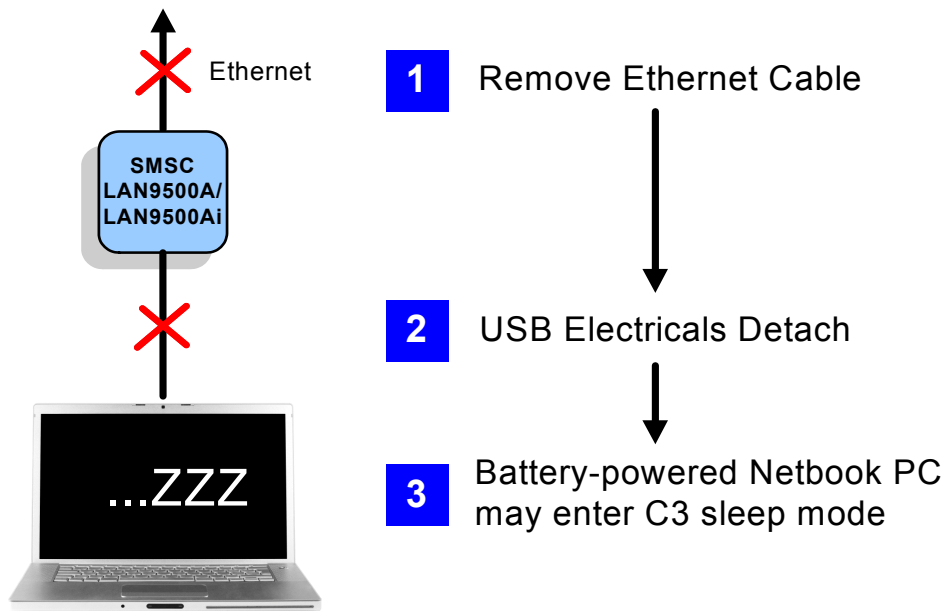 Ethernet
SMSC
LAN9500A/
LAN9500Ai
...ZZZ
1 Remove Ethernet Cable
2 USB Electricals Detach
3 Battery-powered Netbook PC
may enter C3 sleep mode